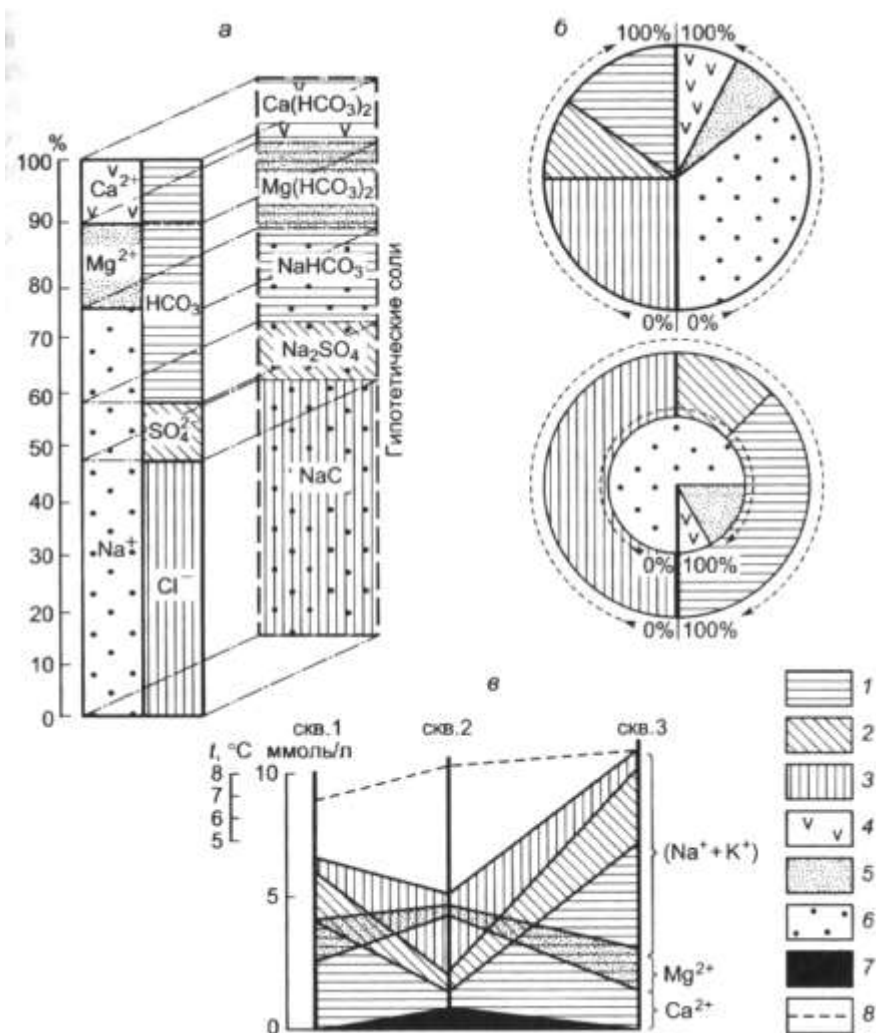 а
б
%
100
90
80
70
60
50
40
30
20
10
0
Ca²⁺
Mg²⁺
Na⁺
HCO₃
SO₄²
Cl⁻
Ca(HCO₃)₂
Mg(HCO₃)₂
NaHCO₃
Na₂SO₄
NaC
Гипотетические соли
100% 100%
0% 0%
0% 100%
0% 100%
в
скв.1 скв.2 скв.3
t, °C ммоль/л
8
7
6
5
10
5
0
(Na⁺+K⁺)
Mg²⁺
Ca²⁺
1
2
3
4
5
6
7
8